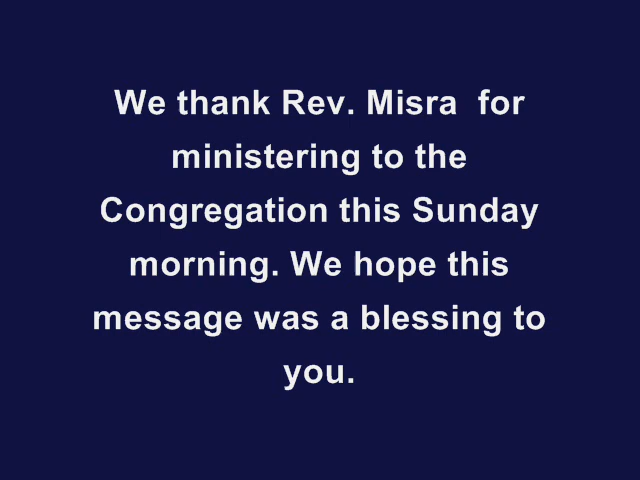 We thank Rev. Misra  for
ministering to the
Congregation this Sunday
morning. We hope this
message was a blessing to
you.